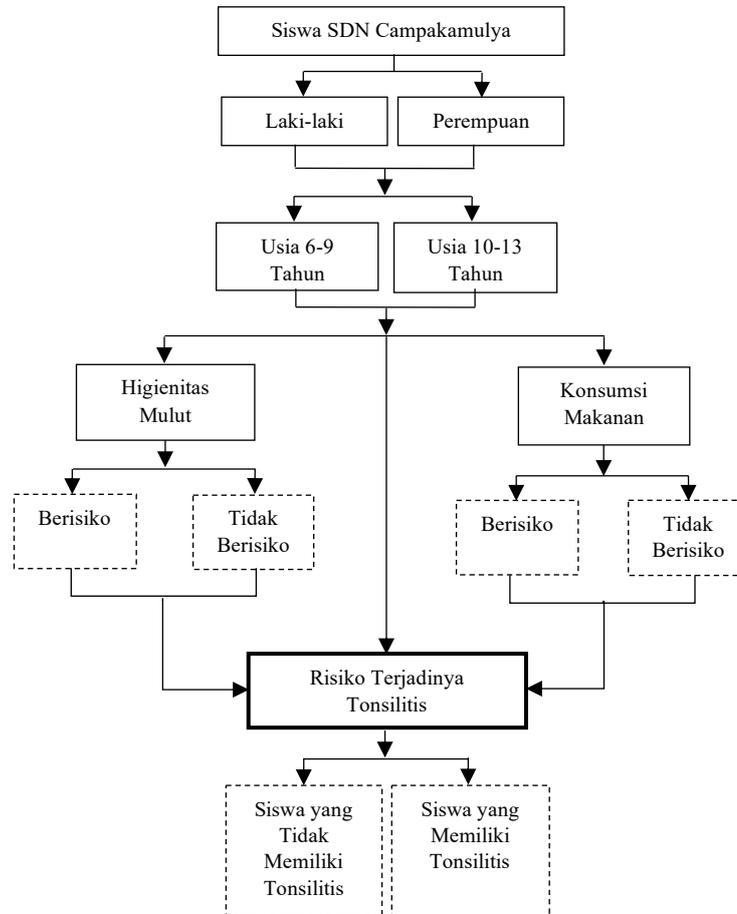 Siswa SDN Campakamulya
Laki-laki
Perempuan
Usia 6-9
Tahun
Usia 10-13
Tahun
Higienitas
Mulut
Konsumsi
Makanan
Berisiko
Tidak
Berisiko
Berisiko
Tidak
Berisiko
Risiko Terjadinya
Tonsilitis
Siswa yang
Tidak
Memiliki
Tonsilitis
Siswa yang
Memiliki
Tonsilitis